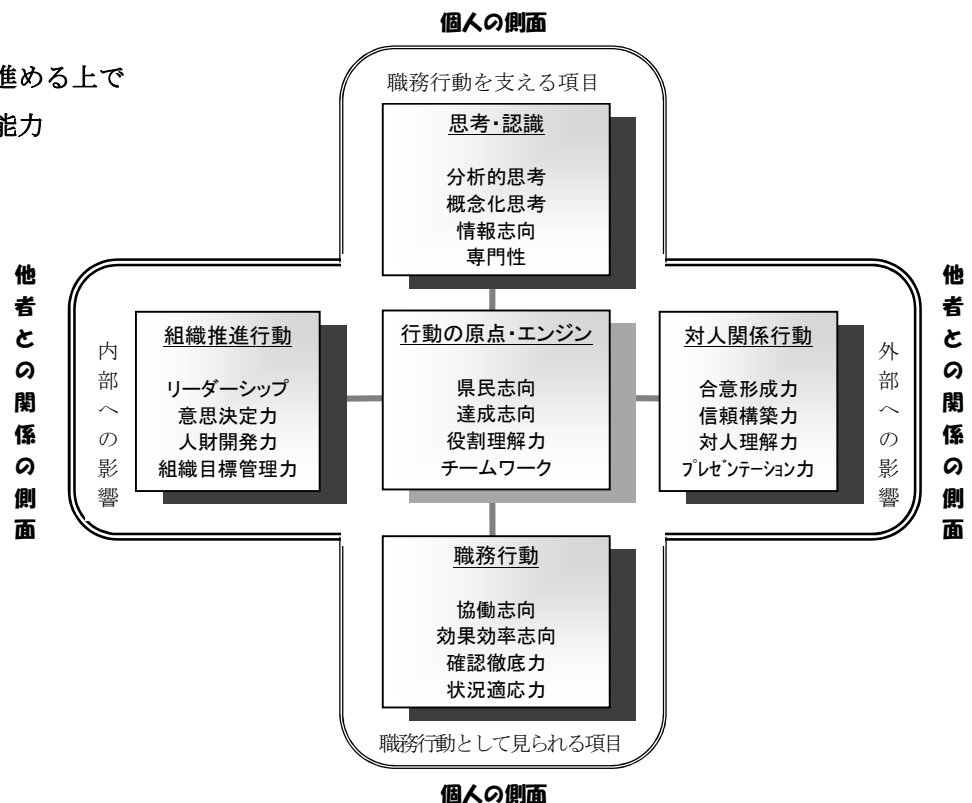 個人の側面
進める上で
能力
職務行動を支える項目
思考・認識
分析的思考
概念化思考
情報志向
専門性
他者との関係の側面
内部への影響
組織推進行動
リーダーシップ
意思決定力
人財開発力
組織目標管理力
行動の原点・エンジン
県民志向
達成志向
役割理解力
チームワーク
対人関係行動
合意形成力
信頼構築力
対人理解力
ﾌﾟﾚｾﾞﾝﾃｰｼｮﾝ力
外部への影響
他者との関係の側面
職務行動
協働志向
効果効率志向
確認徹底力
状況適応力
職務行動として見られる項目
個人の側面